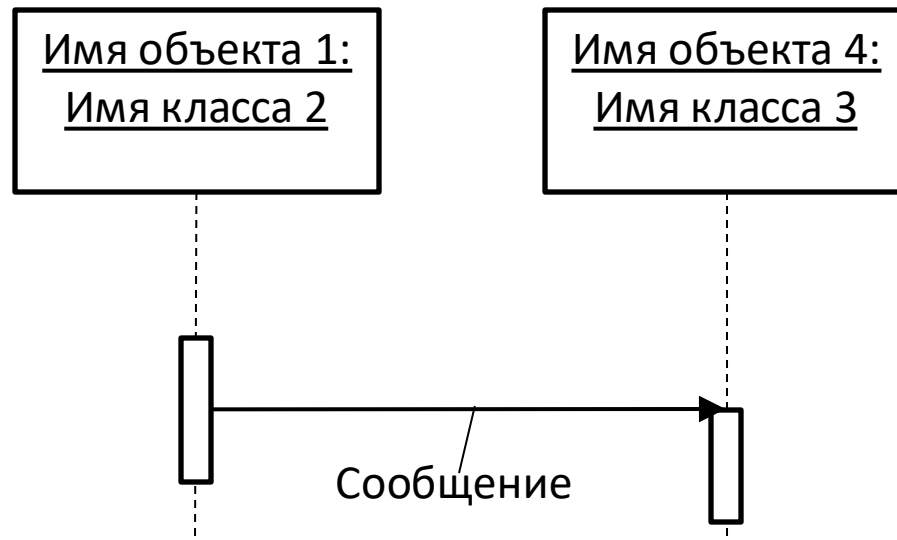 Имя объекта 1:
Имя класса 2
Имя объекта 4:
Имя класса 3
Сообщение